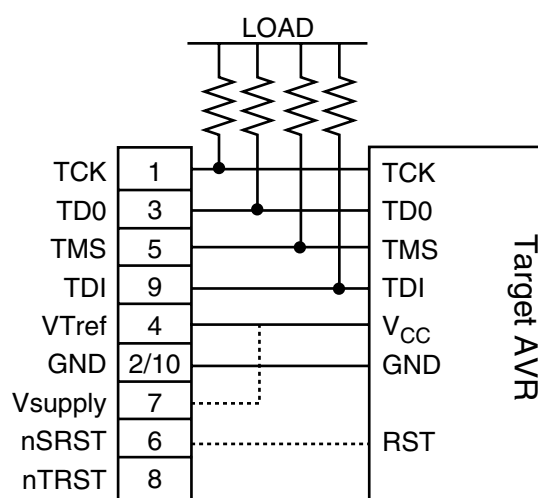 LOAD
TCK 1 TCK
TD0 3 TD0
TMS 5 TMS
TDI 9 TDI
VTref 4 VCC
GND 2/10 GND
Vsupply 7
nSRST 6 RST
nTRST 8
Target AVR